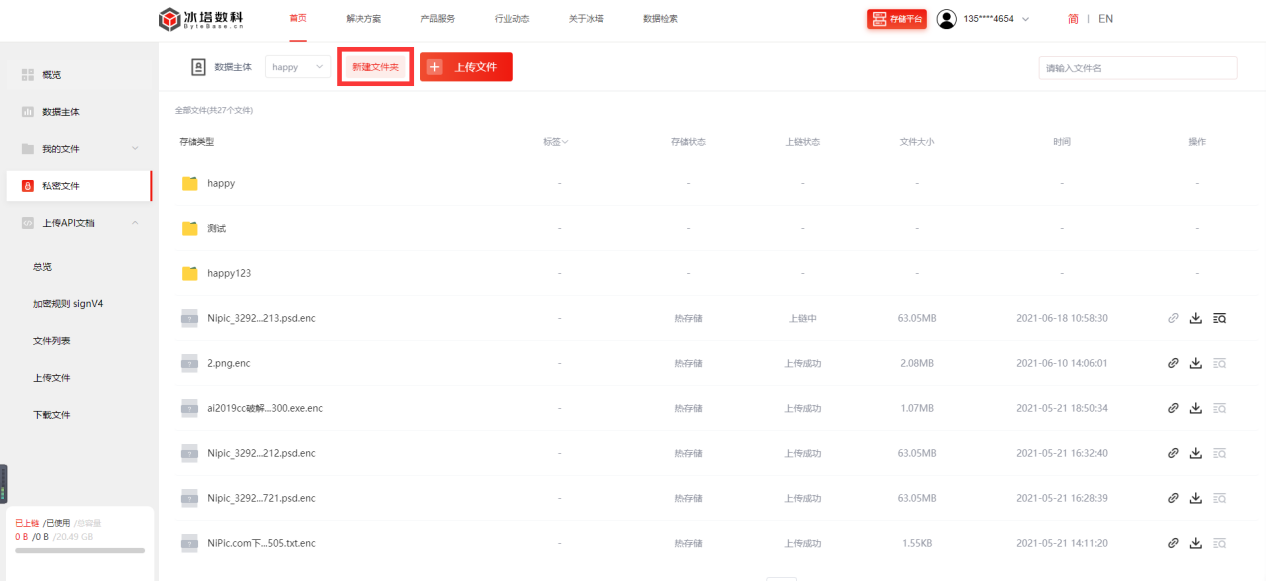 冰塔数科
ByteBase.cn
首页 解决方案 产品服务 行业动态 关于冰塔 数据检索
存储平台
135****4654
简 | EN
概览
数据主体
我的文件
私密文件
上传API文档
总览
加密规则 signV4
文件列表
上传文件
下载文件
已上链 /已使用 /总容量
0 B /0 B /20.49 GB
数据主体 happy 新建文件夹 + 上传文件 请输入文件名
全部文件(共27个文件)
存储类型 标签 存储状态 上链状态 文件大小 时间 操作
happy - - - - - -
测试 - - - - - -
happy123 - - - - - -
Nipic_3292...213.psd.enc - 热存储 上链中 63.05MB 2021-06-18 10:58:30
2.png.enc - 热存储 上传成功 2.08MB 2021-06-10 14:06:01
ai2019cc破解...300.exe.enc - 热存储 上传成功 1.07MB 2021-05-21 18:50:34
Nipic_3292...212.psd.enc - 热存储 上传成功 63.05MB 2021-05-21 16:32:40
Nipic_3292...721.psd.enc - 热存储 上传成功 63.05MB 2021-05-21 16:28:39
NiPic.com下...505.txt.enc - 热存储 上传成功 1.55KB 2021-05-21 14:11:20